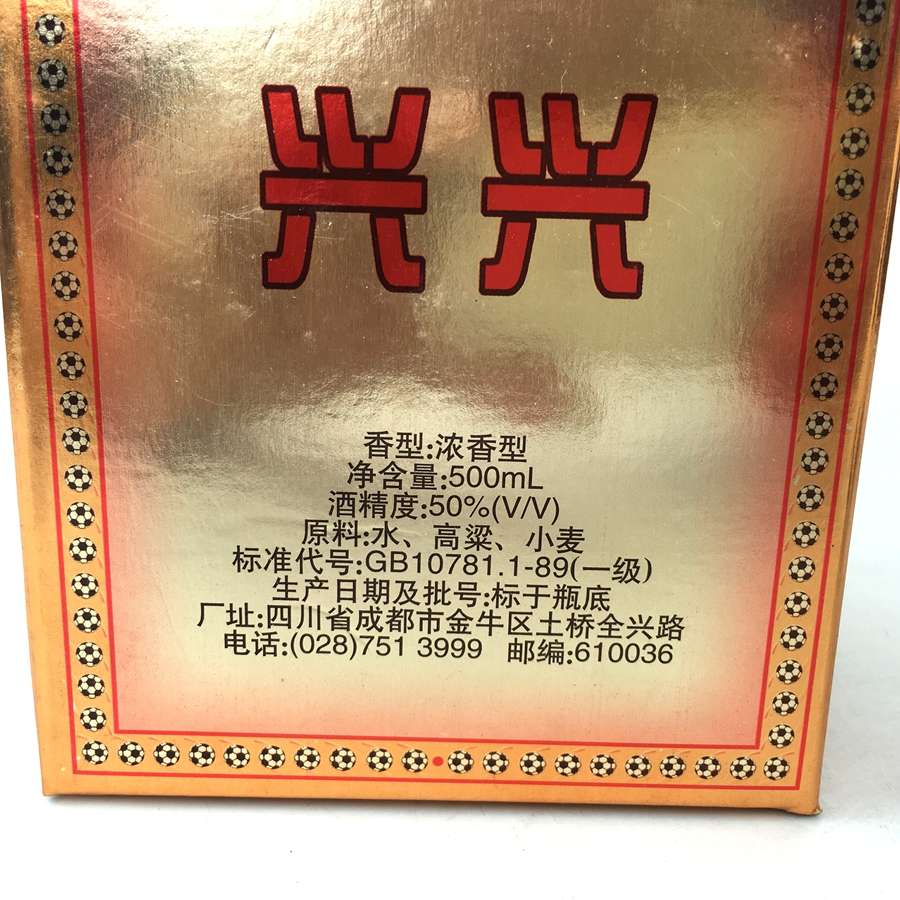 兴兴
香型:浓香型
净含量:500mL
酒精度:50%(V/V)
原料:水、高粱、小麦
标准代号:GB10781.1-89(一级)
生产日期及批号:标于瓶底
厂址:四川省成都市金牛区土桥全兴路
电话:(028)751 3999 邮编:610036